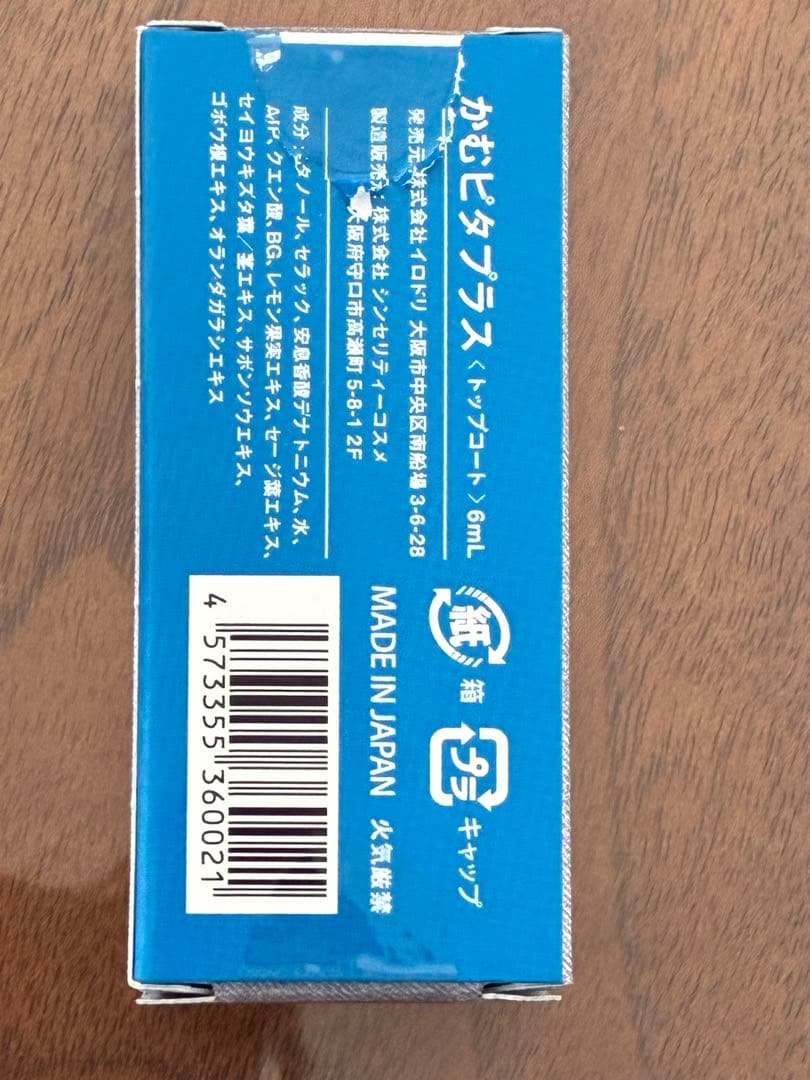 かむピタプラス〈トップコート〉6mL
発売元:株式会社イロドリ 大阪市中央区南船場3-6-28
製造販売元:株式会社 シンセリティーコスメ
大阪府守口市高瀬町5-8-1 2F
成分:タノール、セラック、安息香酸デナトニウム、水、
AMP、クエン酸、BG、レモン果実エキス、セージ葉エキス、
セイヨウキズタ葉/茎エキス、サボンソウエキス、
ゴボウ根エキス、オランダガラシエキス
紙 箱 プラ キャップ
MADE IN JAPAN 火気厳禁
4 573355 360021